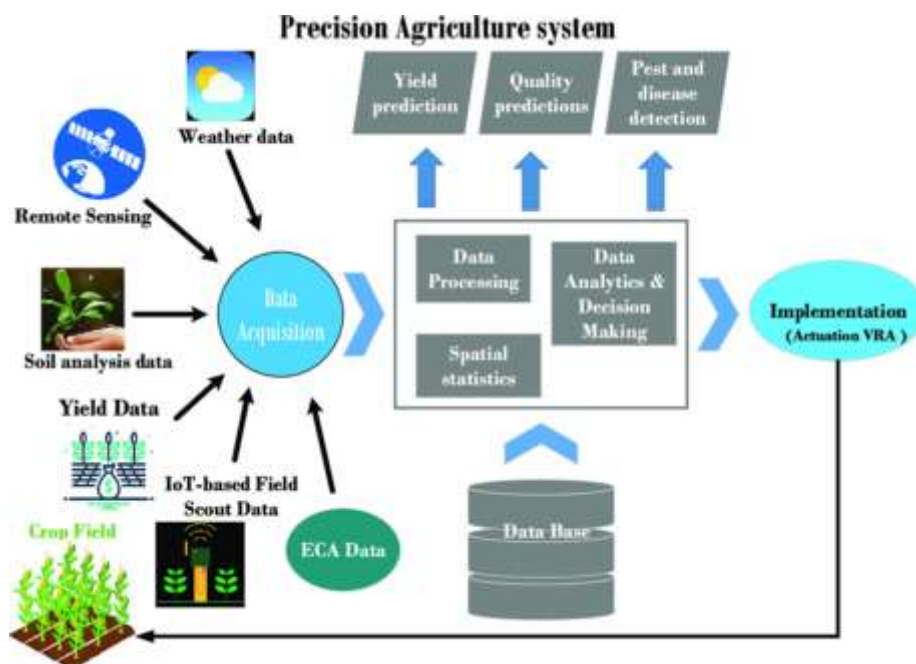 Precision Agriculture system
Weather data
Remote Sensing
Soil analysis data
Yield Data
IoT-based Field
Scout Data
ECA Data
Crop Field
Data
Acquisition
Yield
prediction
Quality
predictions
Pest and
disease
detection
Data
Processing
Data
Analytics &
Decision
Making
Spatial
statistics
Data Base
Implementation
(Actuation VRA )